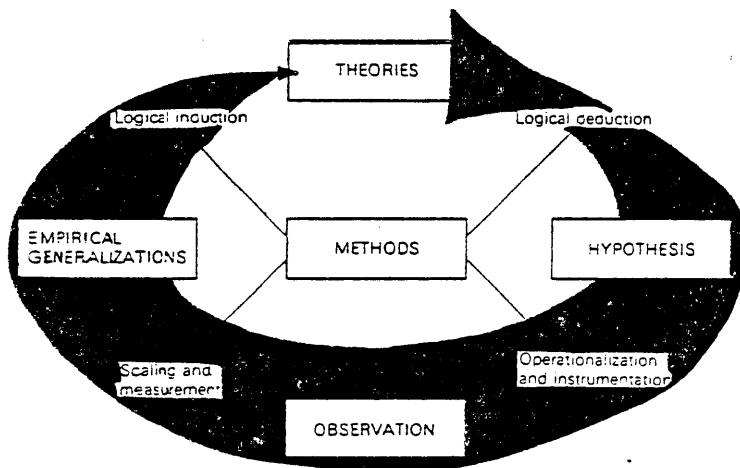 THEORIES
Logical induction
Logical deduction
EMPIRICAL
GENERALIZATIONS
METHODS
HYPOTHESIS
Scaling and
measurement
Operationalization
and instrumentation
OBSERVATION